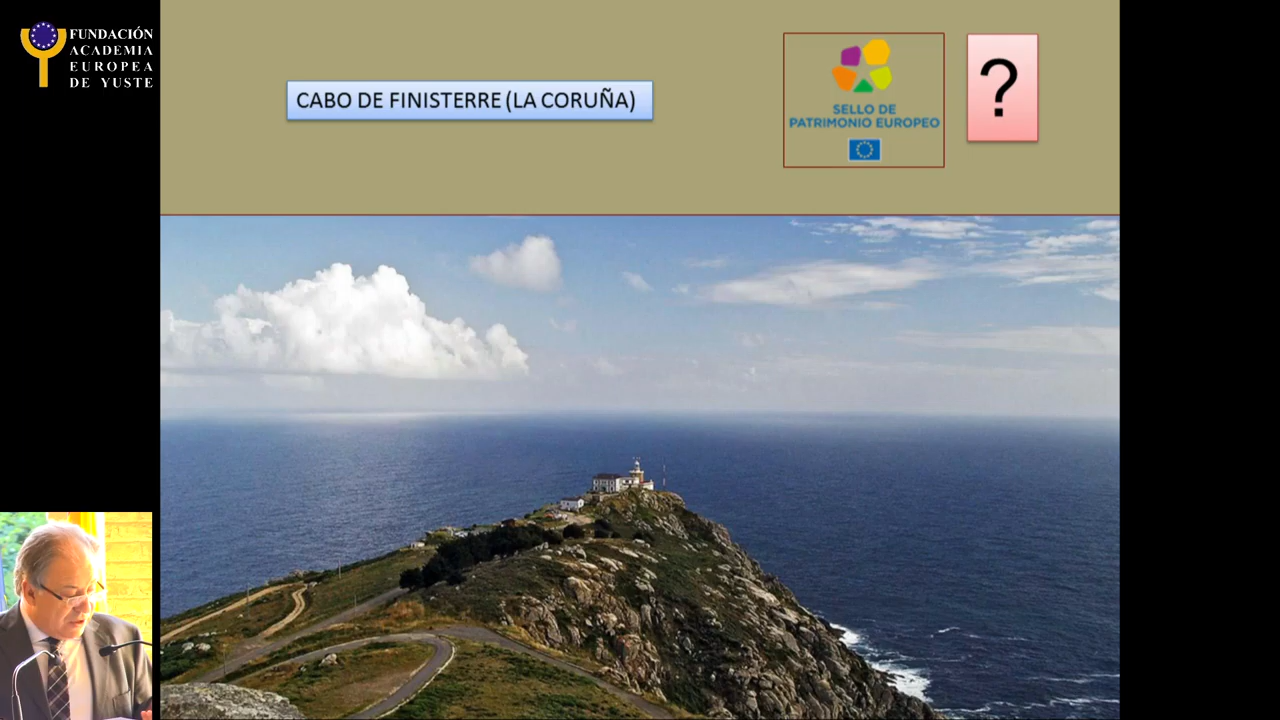 FUNDACIÓN
ACADEMIA
EUROPEA
DE YUSTE
CABO DE FINISTERRE (LA CORUÑA)
SELLO DE
PATRIMONIO EUROPEO
?